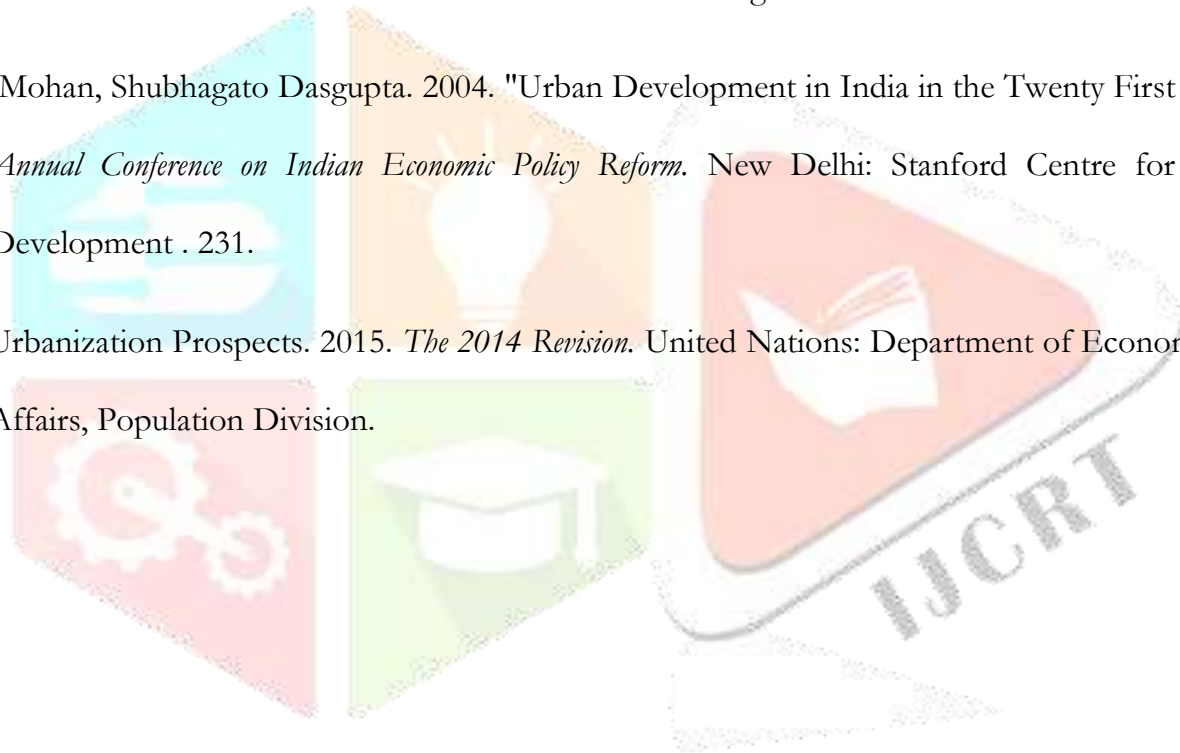 Mohan, Shubhagato Dasgupta. 2004. "Urban Development in India in the Twenty First
Annual Conference on Indian Economic Policy Reform. New Delhi: Stanford Centre for
Development . 231.
Urbanization Prospects. 2015. The 2014 Revision. United Nations: Department of
Affairs, Population Division.
IJCRT